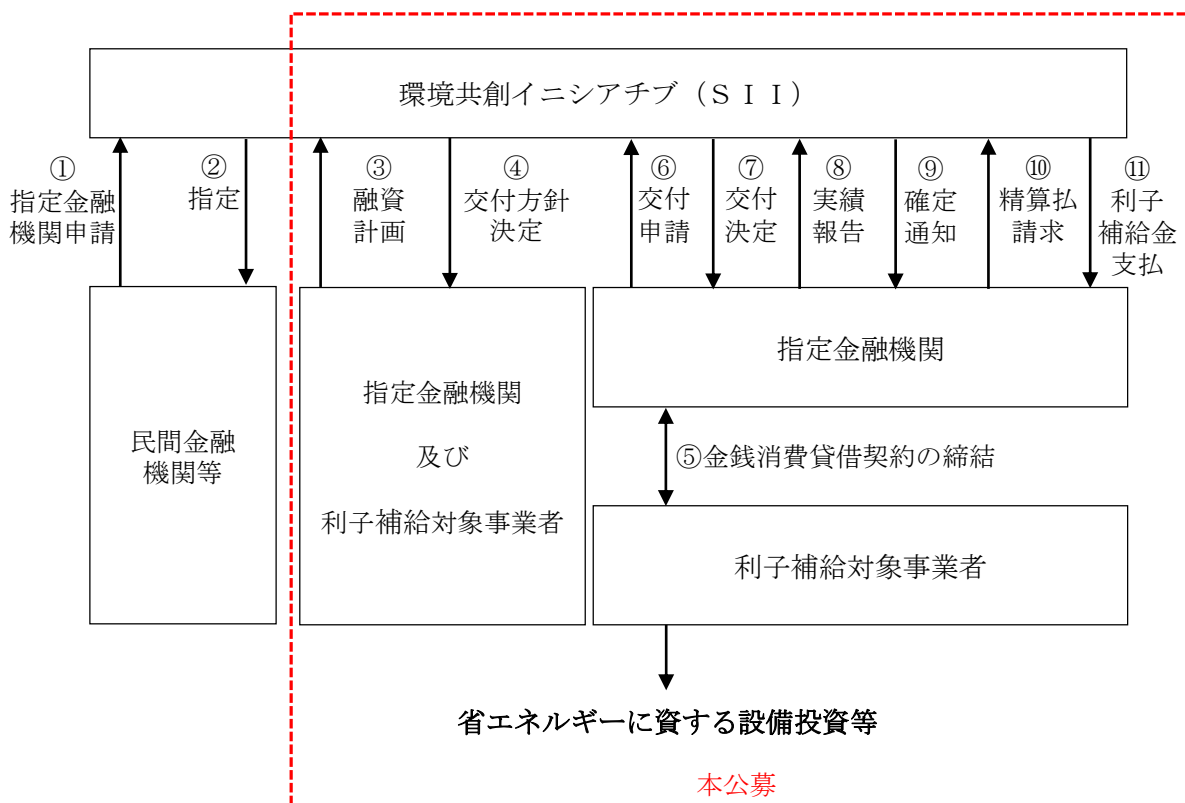 環境共創イニシアチブ（ＳＩＩ）
①
指定金融
機関申請
②
指定
③
融資
計画
④
交付方針
決定
⑥
交付
申請
⑦
交付
決定
⑧
実績
報告
⑨
確定
通知
⑩
精算払
請求
⑪
利子
補給金
支払
民間金融
機関等
指定金融機関
及び
利子補給対象事業者
指定金融機関
⑤金銭消費貸借契約の締結
利子補給対象事業者
省エネルギーに資する設備投資等
本公募